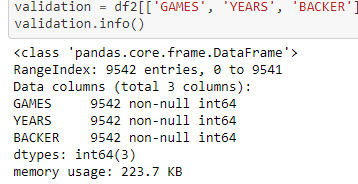 validation = df2[['GAMES', 'YEARS', 'BACKER']
validation.info()
<class 'pandas.core.frame.DataFrame'>
RangeIndex: 9542 entries, 0 to 9541
Data columns (total 3 columns):
GAMES     9542 non-null int64
YEARS     9542 non-null int64
BACKER    9542 non-null int64
dtypes: int64(3)
memory usage: 223.7 KB